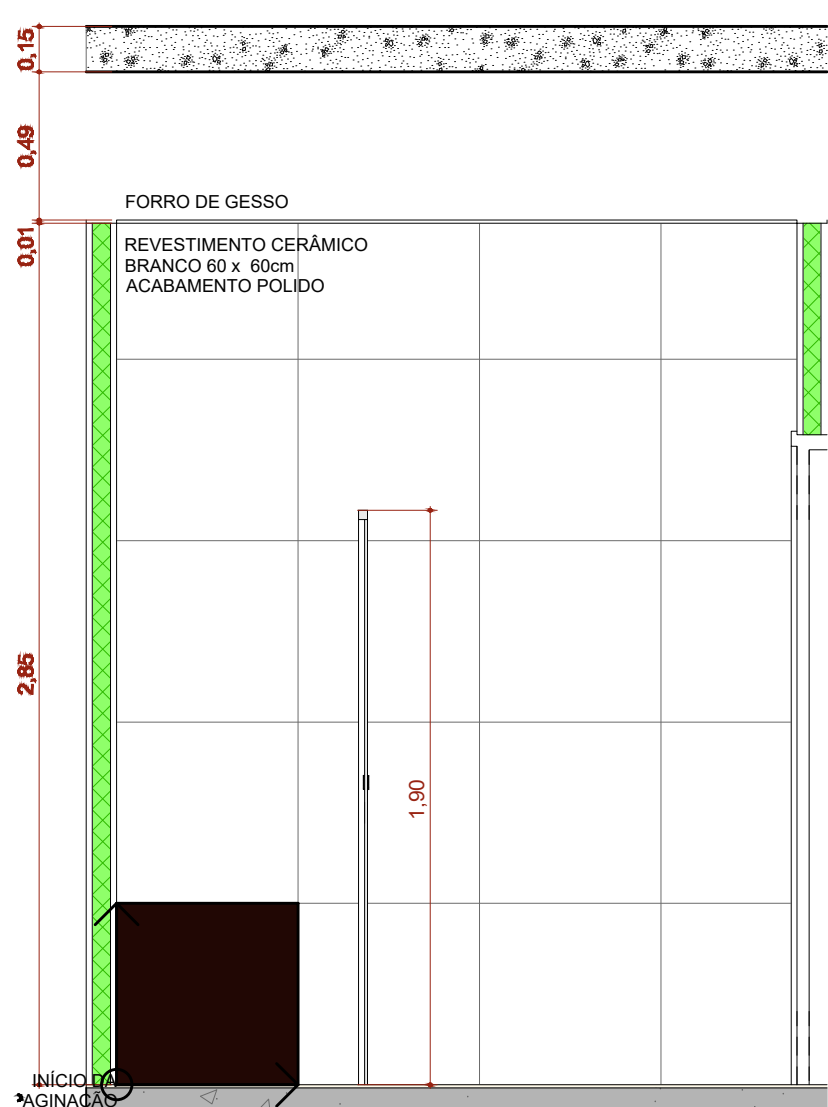 0,15
0,49
FORRO DE GESSO
0,01
REVESTIMENTO CERÂMICO
BRANCO 60 x 60cm
ACABAMENTO POLIDO
2,85
1,90
INÍCIO DA
AGINAÇÃO